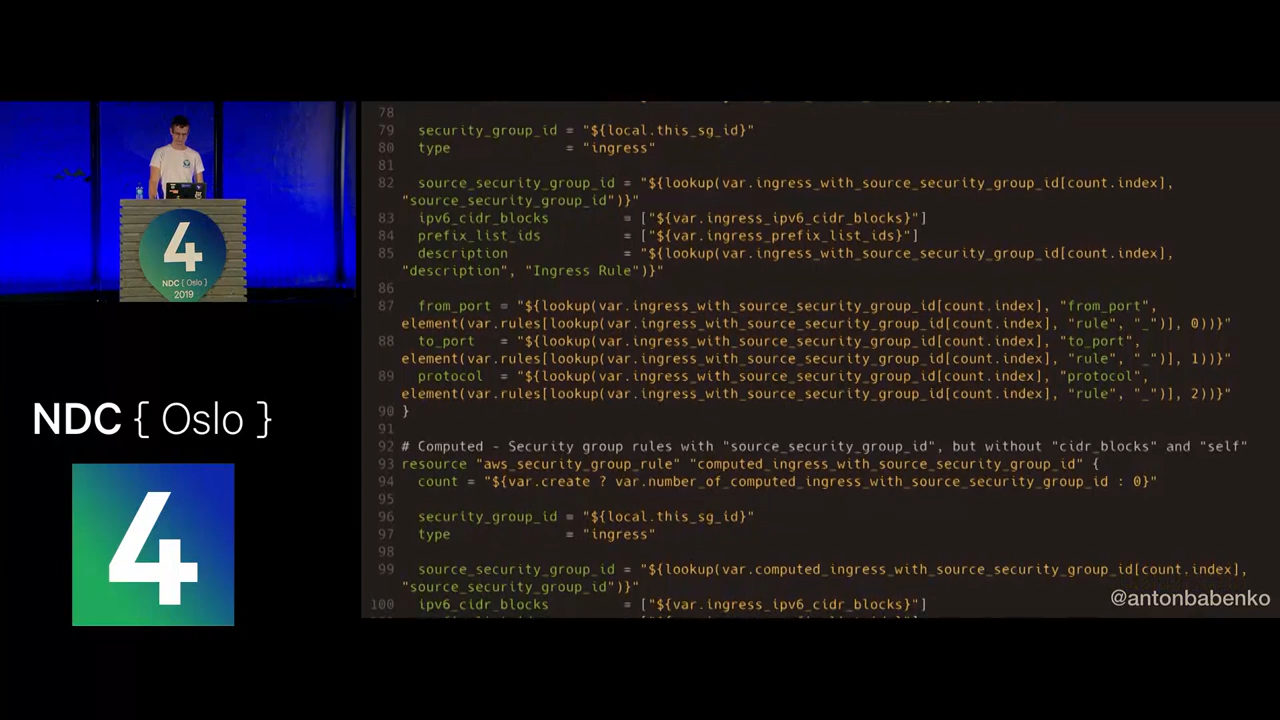 4
NDC { Oslo }
2019
NDC { Oslo }
4
78
79 security_group_id = "${local.this_sg_id}"
80 type = "ingress"
81
82 source_security_group_id = "${lookup(var.ingress_with_source_security_group_id[count.index],
"source_security_group_id")}"
83 ipv6_cidr_blocks = ["${var.ingress_ipv6_cidr_blocks}"]
84 prefix_list_ids = ["${var.ingress_prefix_list_ids}"]
85 description = "${lookup(var.ingress_with_source_security_group_id[count.index],
"description", "Ingress Rule")}"
86
87 from_port = "${lookup(var.ingress_with_source_security_group_id[count.index], "from_port",
element(var.rules[lookup(var.ingress_with_source_security_group_id[count.index], "rule", "_")], 0))}"
88 to_port = "${lookup(var.ingress_with_source_security_group_id[count.index], "to_port",
element(var.rules[lookup(var.ingress_with_source_security_group_id[count.index], "rule", "_")], 1))}"
89 protocol = "${lookup(var.ingress_with_source_security_group_id[count.index], "protocol",
element(var.rules[lookup(var.ingress_with_source_security_group_id[count.index], "rule", "_")], 2))}"
90 }
91
92 # Computed - Security group rules with "source_security_group_id", but without "cidr_blocks" and "self"
93 resource "aws_security_group_rule" "computed_ingress_with_source_security_group_id" {
94 count = "${var.create ? var.number_of_computed_ingress_with_source_security_group_id : 0}"
95
96 security_group_id = "${local.this_sg_id}"
97 type = "ingress"
98
99 source_security_group_id = "${lookup(var.computed_ingress_with_source_security_group_id[count.index],
"source_security_group_id")}"
100 ipv6_cidr_blocks = ["${var.ingress_ipv6_cidr_blocks}"]
@antonbabenko